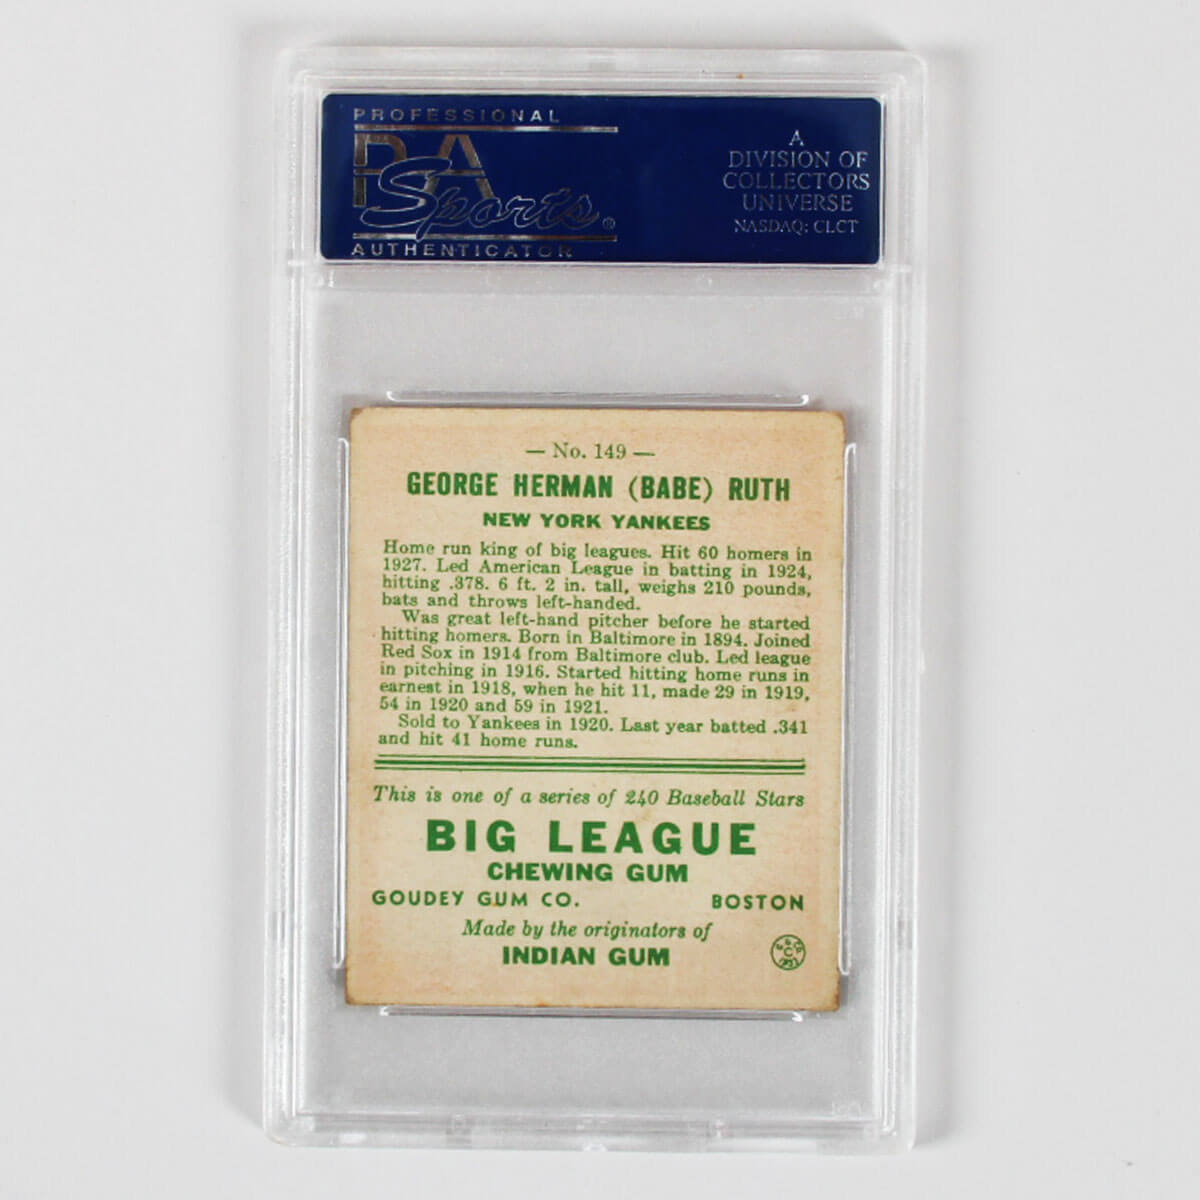 PROFESSIONAL
PSA
Sports®
AUTHENTICATOR
A
DIVISION OF
COLLECTORS
UNIVERSE
NASDAQ: CLCT
— No. 149 —
GEORGE HERMAN (BABE) RUTH
NEW YORK YANKEES
Home run king of big leagues. Hit 60 homers in
1927. Led American League in batting in 1924,
hitting .378. 6 ft. 2 in. tall, weighs 210 pounds,
bats and throws left-handed.
Was great left-hand pitcher before he started
hitting homers. Born in Baltimore in 1894. Joined
Red Sox in 1914 from Baltimore club. Led league
in pitching in 1916. Started hitting home runs in
earnest in 1918, when he hit 11, made 29 in 1919,
54 in 1920 and 59 in 1921.
Sold to Yankees in 1920. Last year batted .341
and hit 41 home runs.
This is one of a series of 240 Baseball Stars
BIG LEAGUE
CHEWING GUM
GOUDEY GUM CO. BOSTON
Made by the originators of
INDIAN GUM